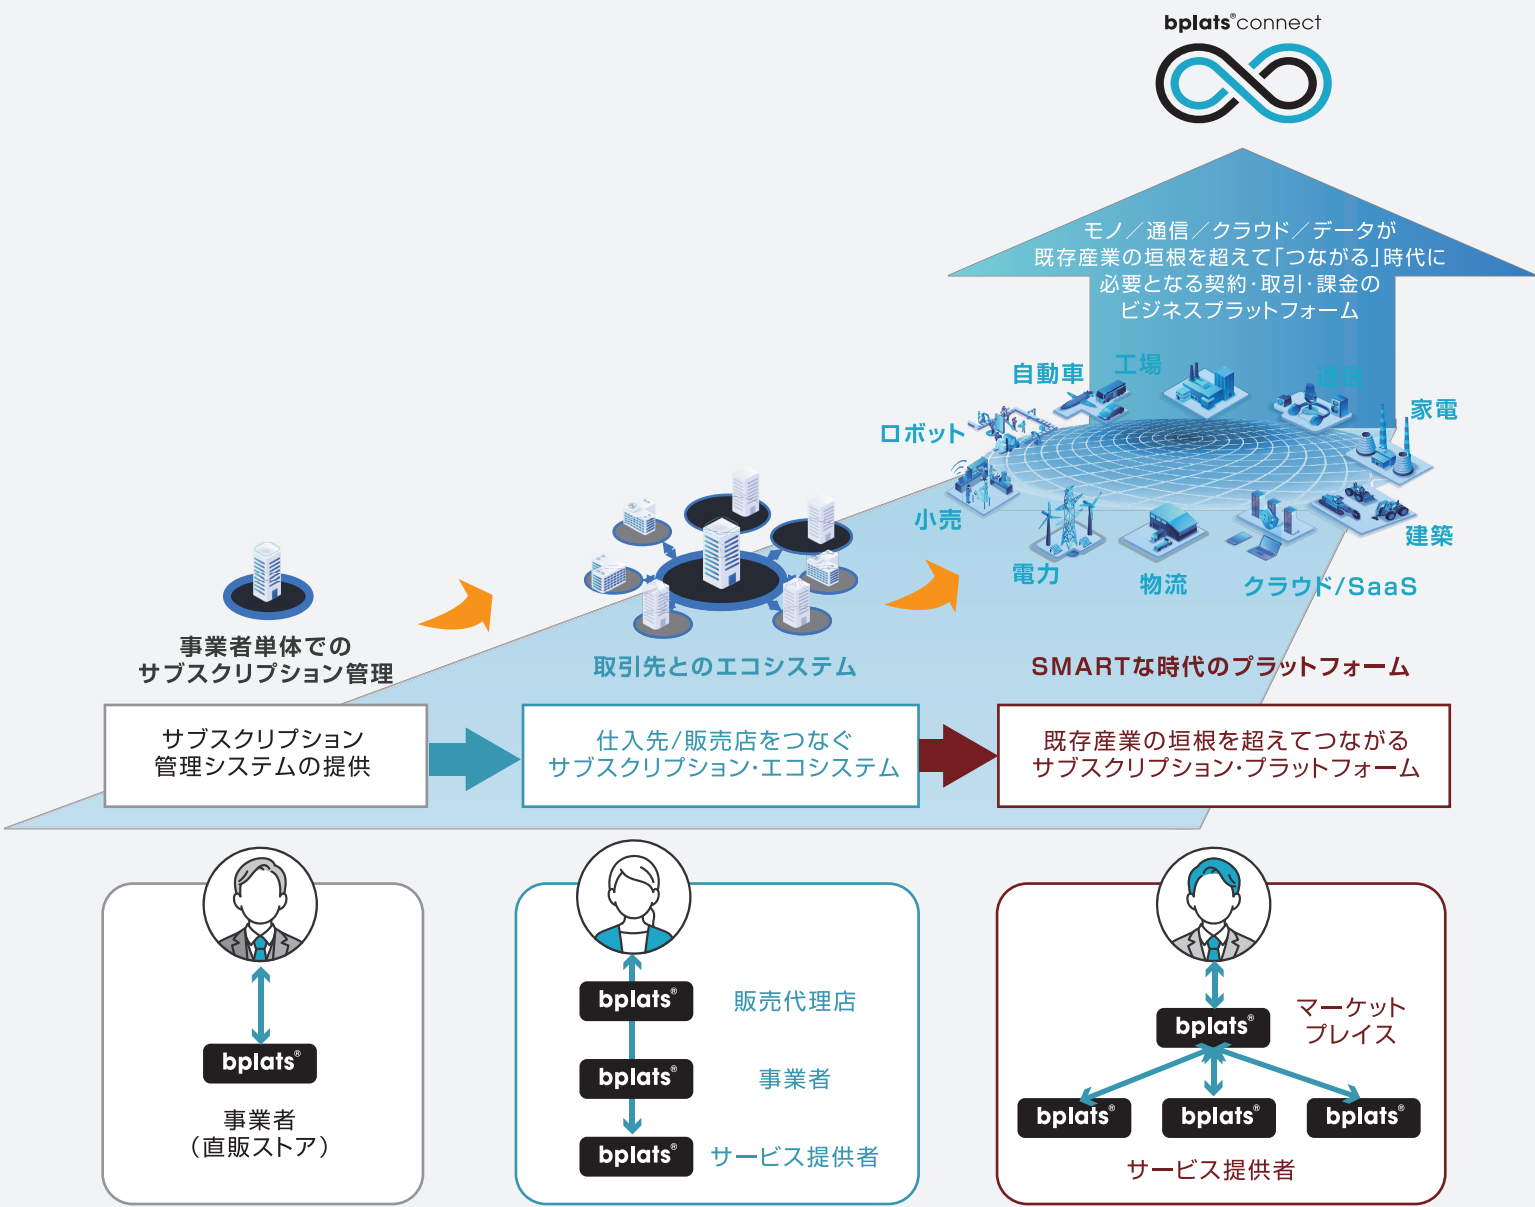 bplats®connect
モノ／通信／クラウド／データが
既存産業の垣根を超えて「つながる」時代に
必要となる契約・取引・課金の
ビジネスプラットフォーム
自動車
工場
通信
家電
ロボット
小売
建築
電力
物流
クラウド/SaaS
事業者単体での
サブスクリプション管理
取引先とのエコシステム
SMARTな時代のプラットフォーム
サブスクリプション
管理システムの提供
仕入先/販売店をつなぐ
サブスクリプション・エコシステム
既存産業の垣根を超えてつながる
サブスクリプション・プラットフォーム
bplats®
事業者
（直販ストア）
bplats®
販売代理店
bplats®
事業者
bplats®
サービス提供者
bplats®
マーケット
プレイス
bplats®
bplats®
bplats®
サービス提供者